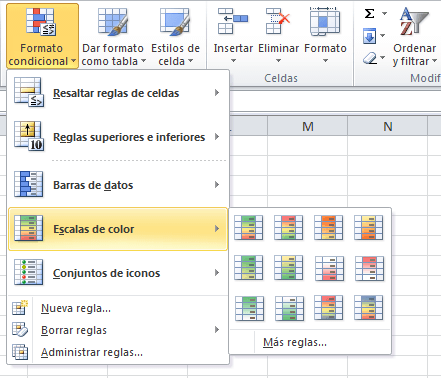 Formato condicional
Dar formato como tabla
Estilos de celda
Insertar
Eliminar
Formato
Ordenar y filtrar
Σ
Celdas
Modif
M
N
Resaltar reglas de celdas
≤≥
Reglas superiores e inferiores
10
Barras de datos
Escalas de color
Conjuntos de iconos
Nueva regla...
Borrar reglas
Administrar reglas...
Más reglas...